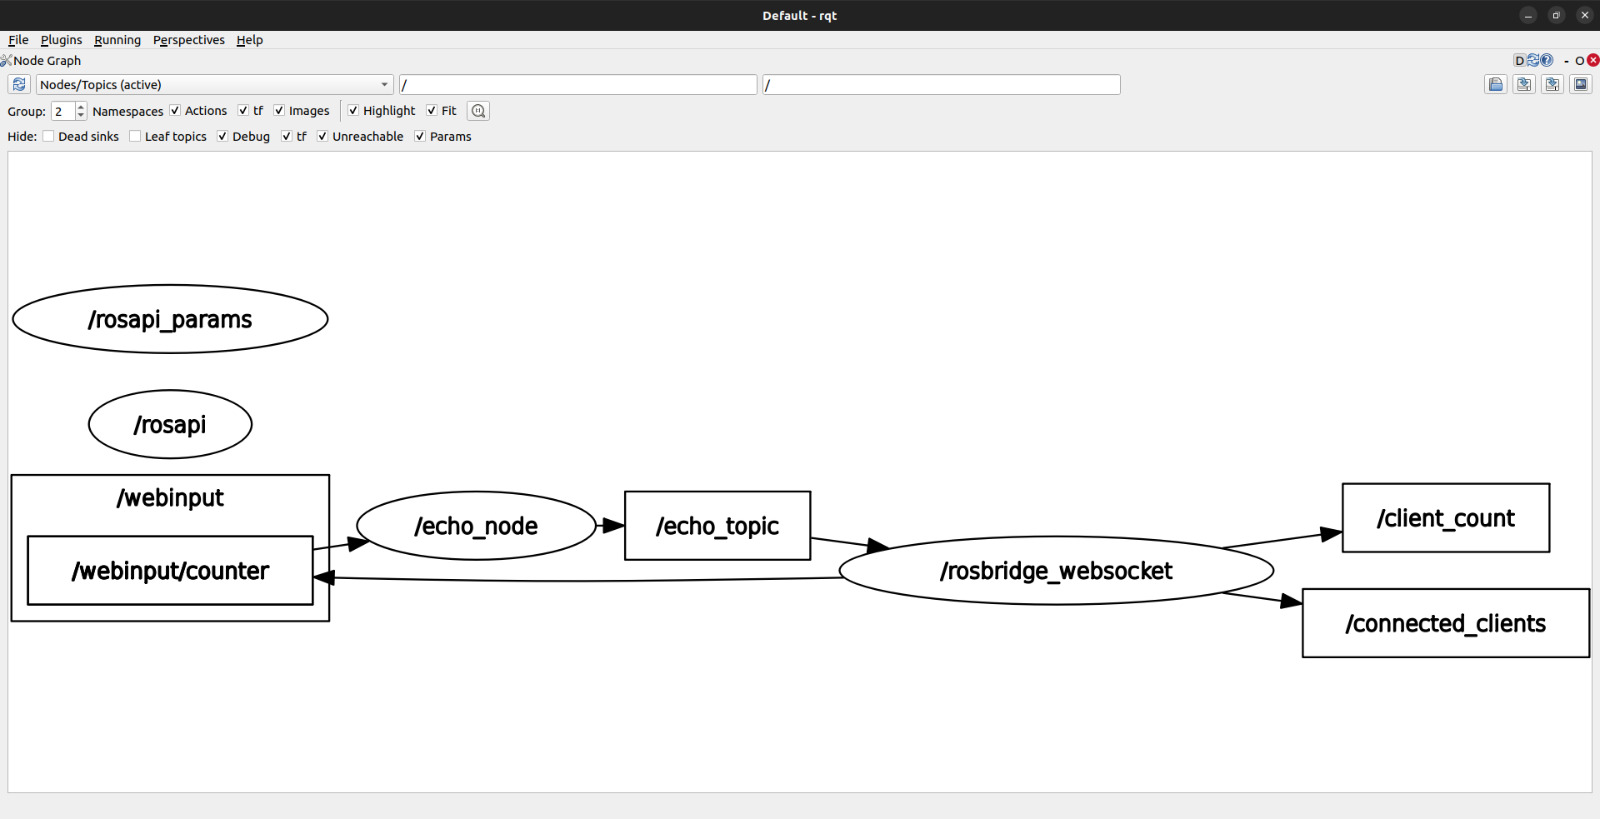 Default - rqt
File Plugins Running Perspectives Help
Node Graph D - O
Nodes/Topics (active) / /
Group: 2 Namespaces Actions tf Images Highlight Fit
Hide: Dead sinks Leaf topics Debug tf Unreachable Params
/rosapi_params
/rosapi
/webinput
/echo_node /echo_topic /client_count
/webinput/counter /rosbridge_websocket
/connected_clients